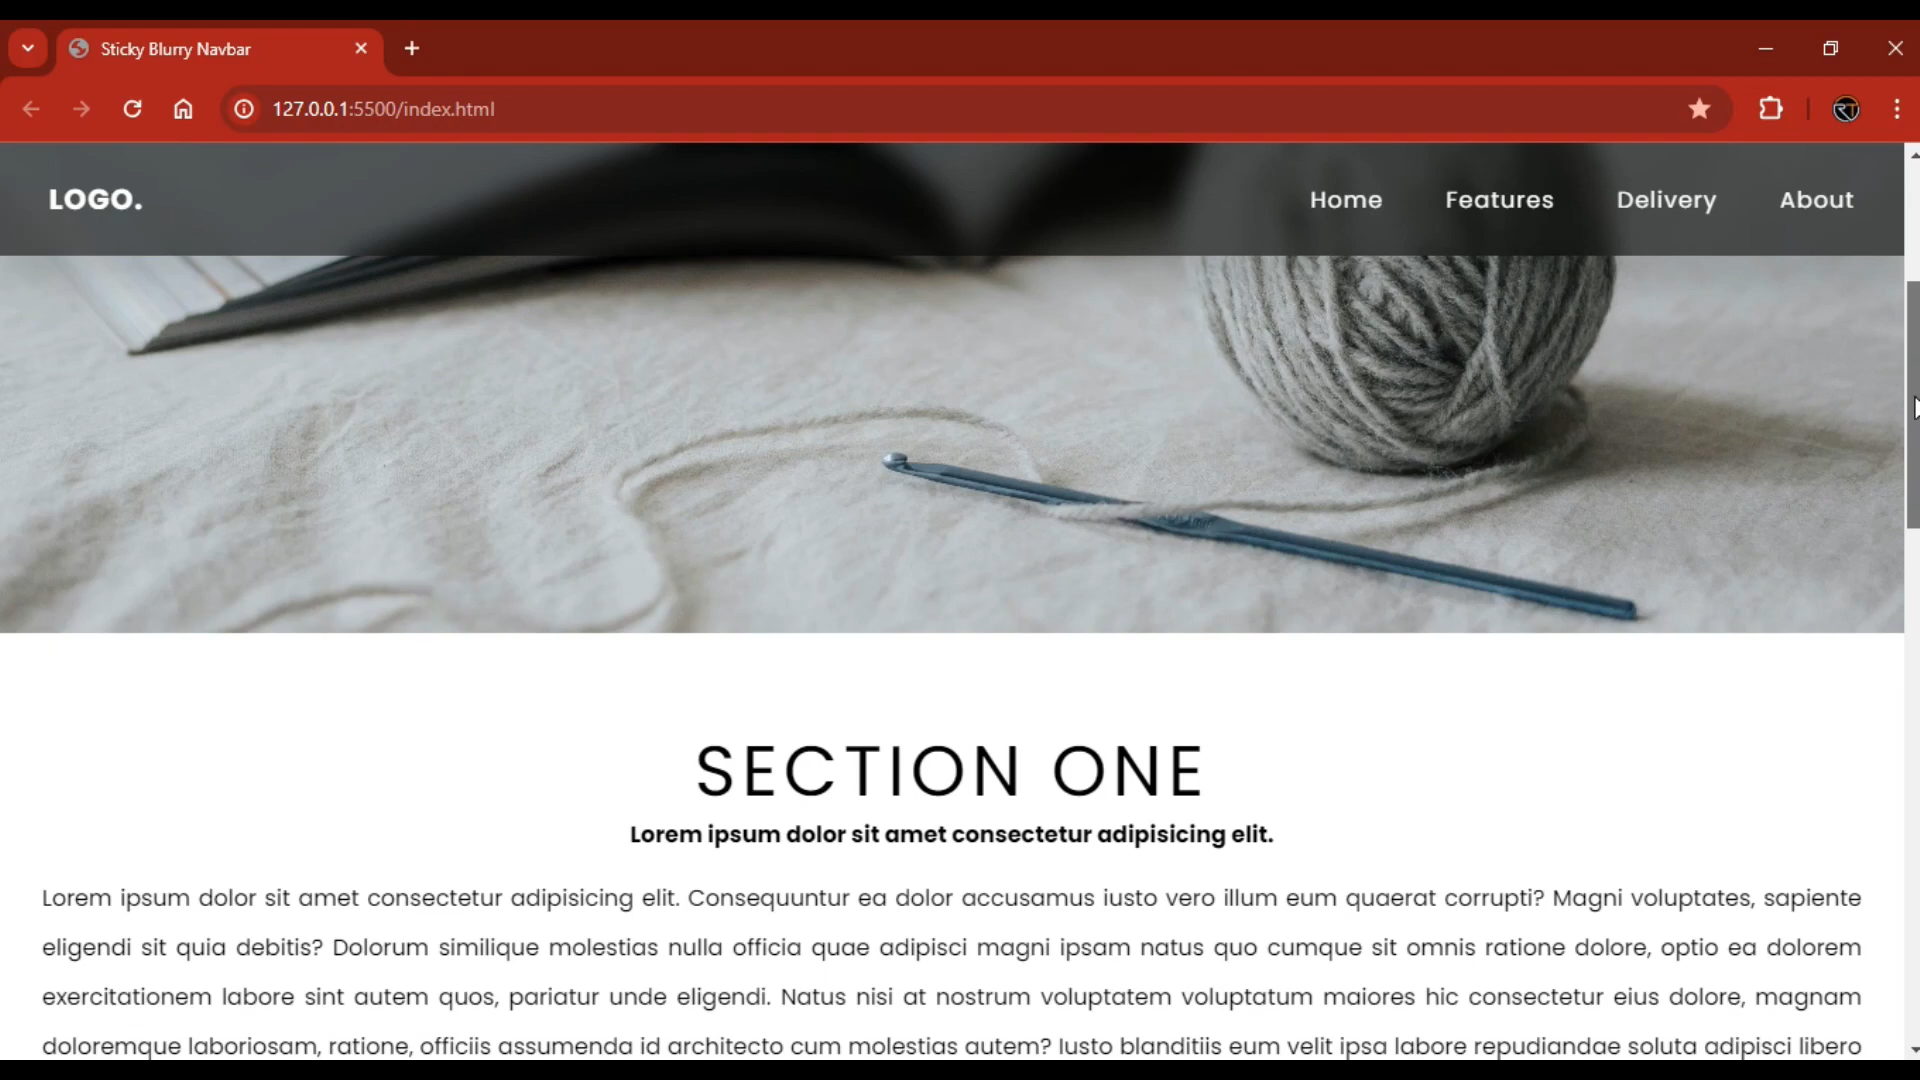 Sticky Blurry Navbar
127.0.0.1:5500/index.html
RT
LOGO.
Home Features Delivery About
SECTION ONE
Lorem ipsum dolor sit amet consectetur adipisicing elit.
Lorem ipsum dolor sit amet consectetur adipisicing elit. Consequuntur ea dolor accusamus iusto vero illum eum quaerat corrupti? Magni voluptates, sapiente
eligendi sit quia debitis? Dolorum similique molestias nulla officia quae adipisci magni ipsam natus quo cumque sit omnis ratione dolore, optio ea dolorem
exercitationem labore sint autem quos, pariatur unde eligendi. Natus nisi at nostrum voluptatem voluptatum maiores hic consectetur eius dolore, magnam
doloremque laboriosam, ratione, officiis assumenda id architecto cum molestias autem? Iusto blanditiis eum velit ipsa labore repudiandae soluta adipisci libero